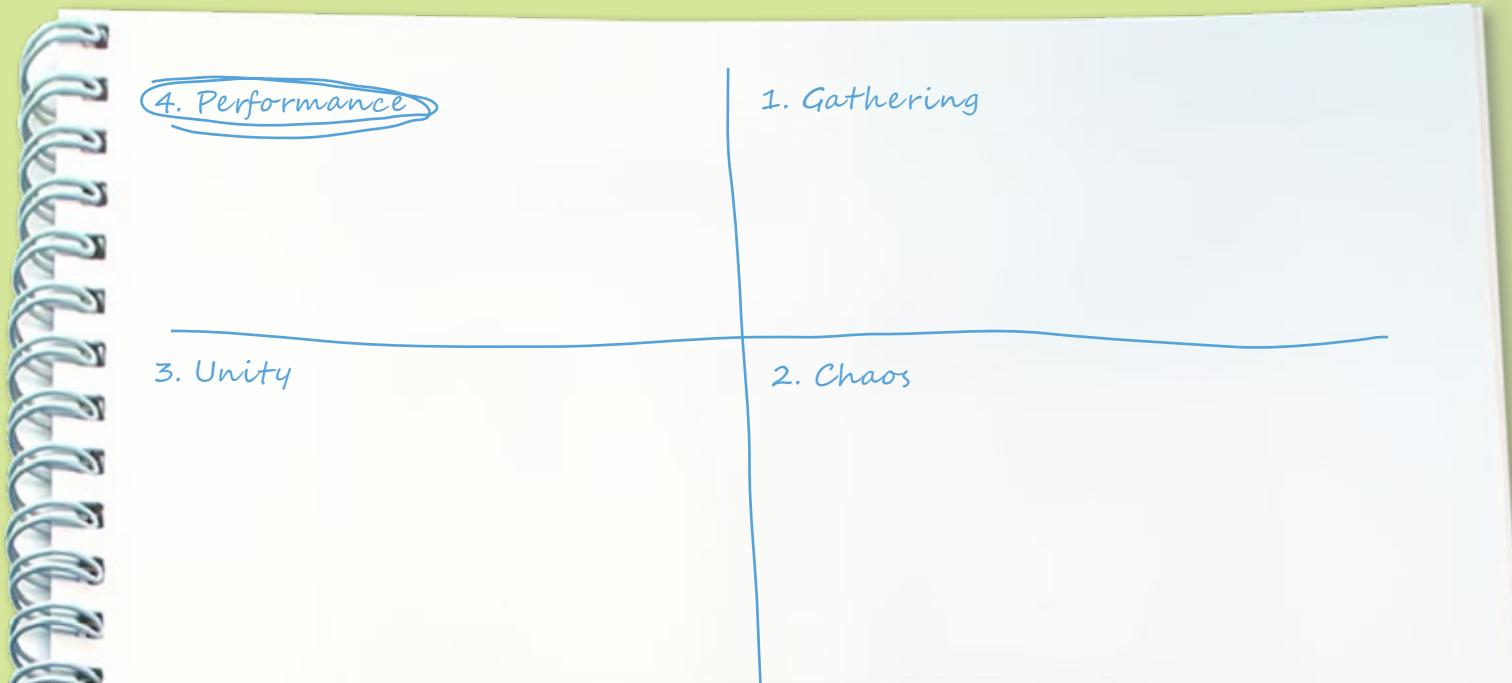 4. Performance
1. Gathering
3. Unity
2. Chaos